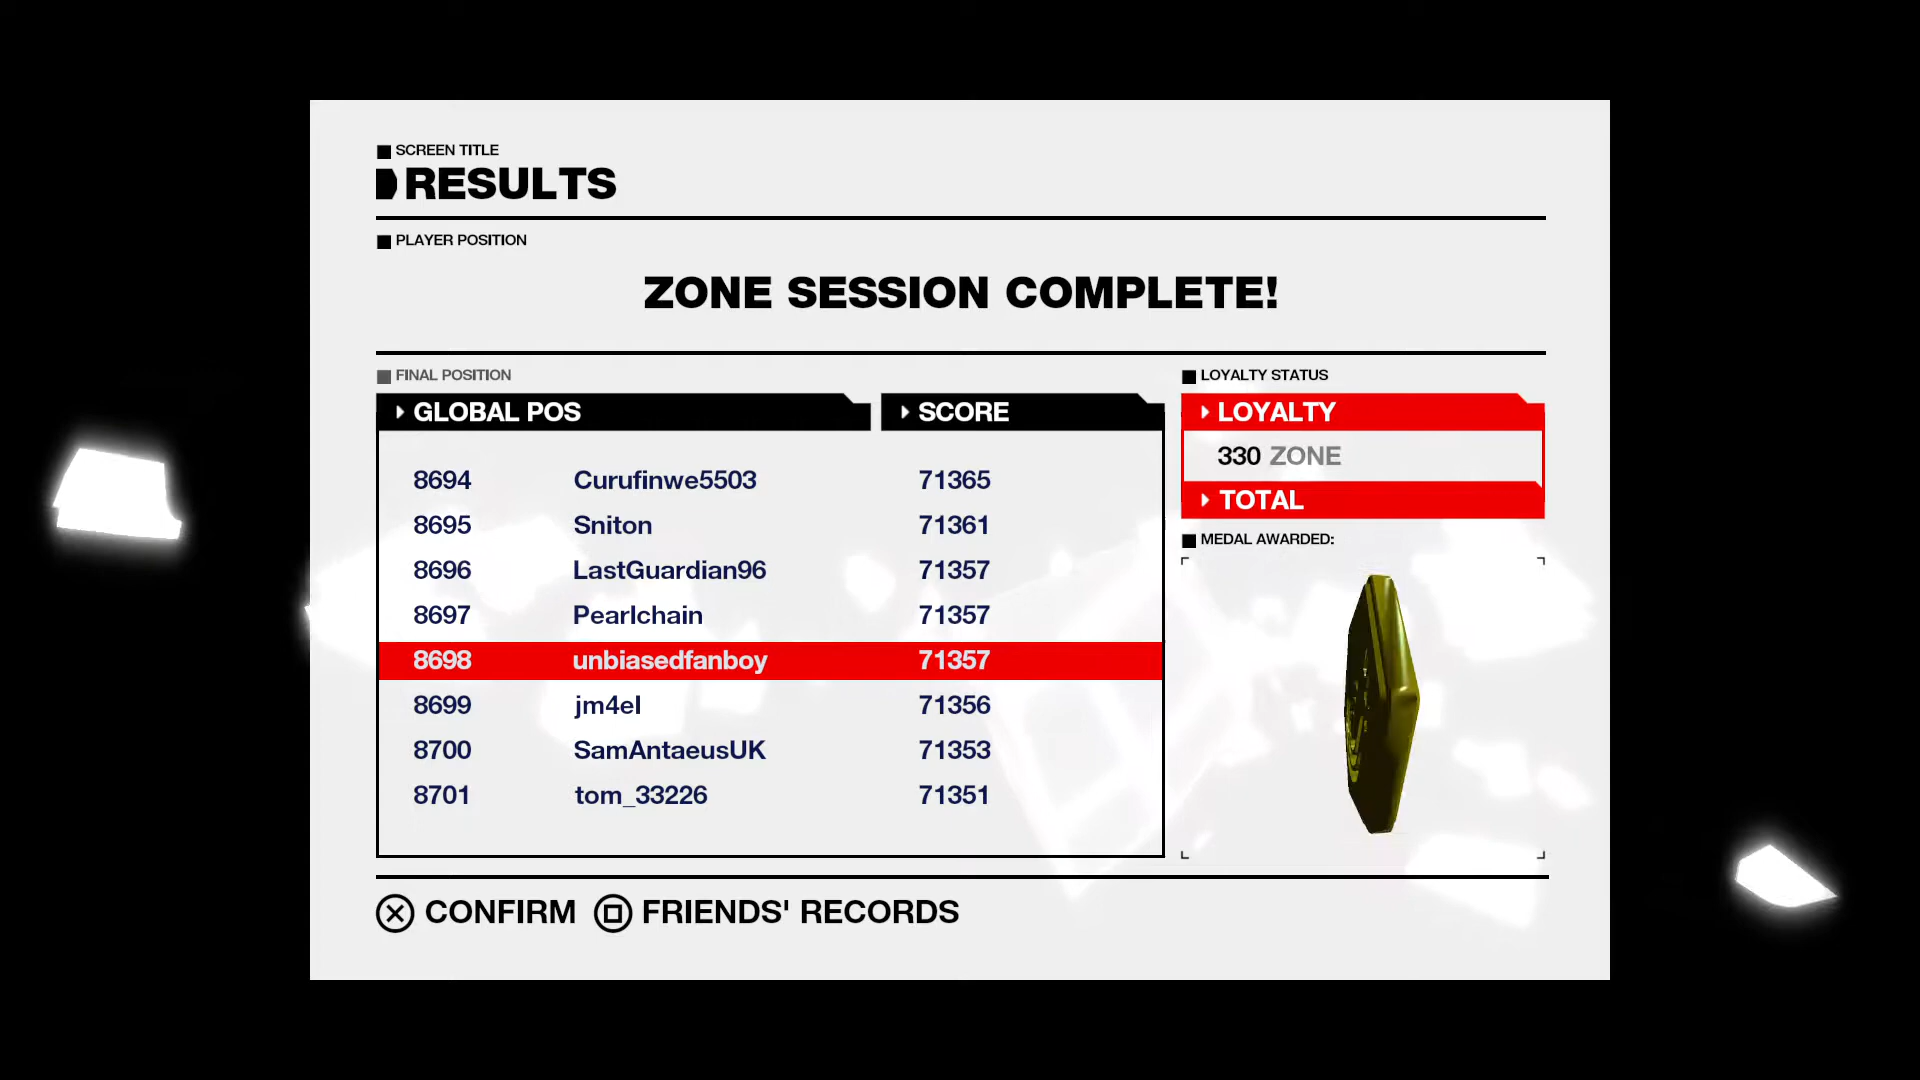 SCREEN TITLE
RESULTS
PLAYER POSITION
ZONE SESSION COMPLETE!
FINAL POSITION
GLOBAL POS SCORE
8694 Curufinwe5503 71365
8695 Sniton 71361
8696 LastGuardian96 71357
8697 Pearlchain 71357
8698 unbiasedfanboy 71357
8699 jm4el 71356
8700 SamAntaeusUK 71353
8701 tom_33226 71351
LOYALTY STATUS
LOYALTY
330 ZONE
TOTAL
MEDAL AWARDED:
CONFIRM FRIENDS' RECORDS